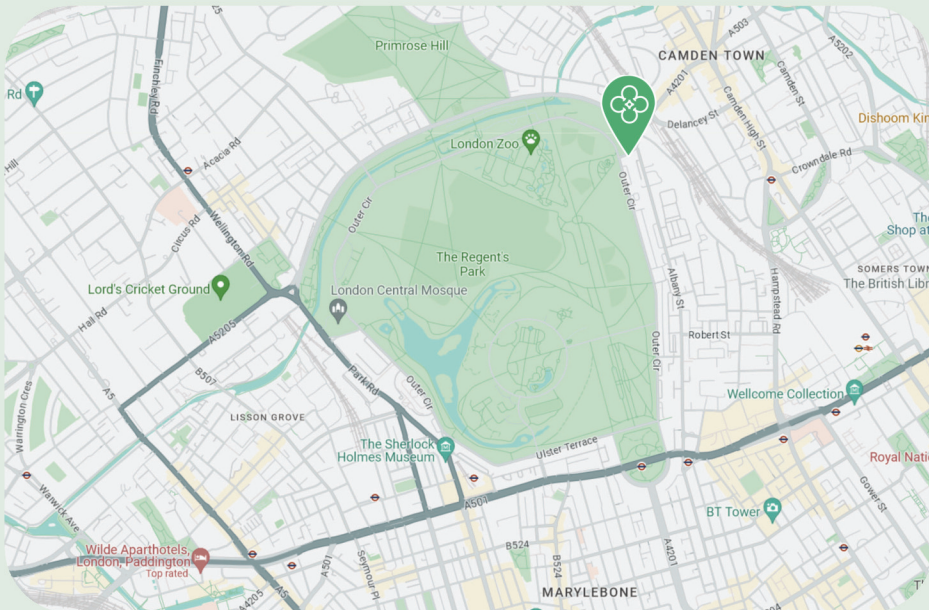 Primrose Hill
CAMDEN TOWN
A503
A5202
Finchley Rd
Rd
A4201
Camden St
Camden High St
Delancey St
Dishoom Kin
London Zoo
Acacia Rd
Crowndale Rd
Hill
Outer Cir
Outer Cir
Circus Rd
Wellington Rd
The
Shop at
The Regent's
Park
SOMERS TOWN
The British Libr
Lord's Cricket Ground
London Central Mosque
Albany St
Hampstead Rd
Hall Rd
A5205
Robert St
Outer Cir
B507
Park Rd
Outer Cir
A5
Warrington Cres
Wellcome Collection
LISSON GROVE
The Sherlock
Holmes Museum
Ulster Terrace
Royal Nati
Warwick Ave
A501
Gower St
BT Tower
Wilde Aparthotels,
London, Paddington
Top rated
B524
A501
Seymour Pl
B524
A4201
A5
A4205
MARYLEBONE